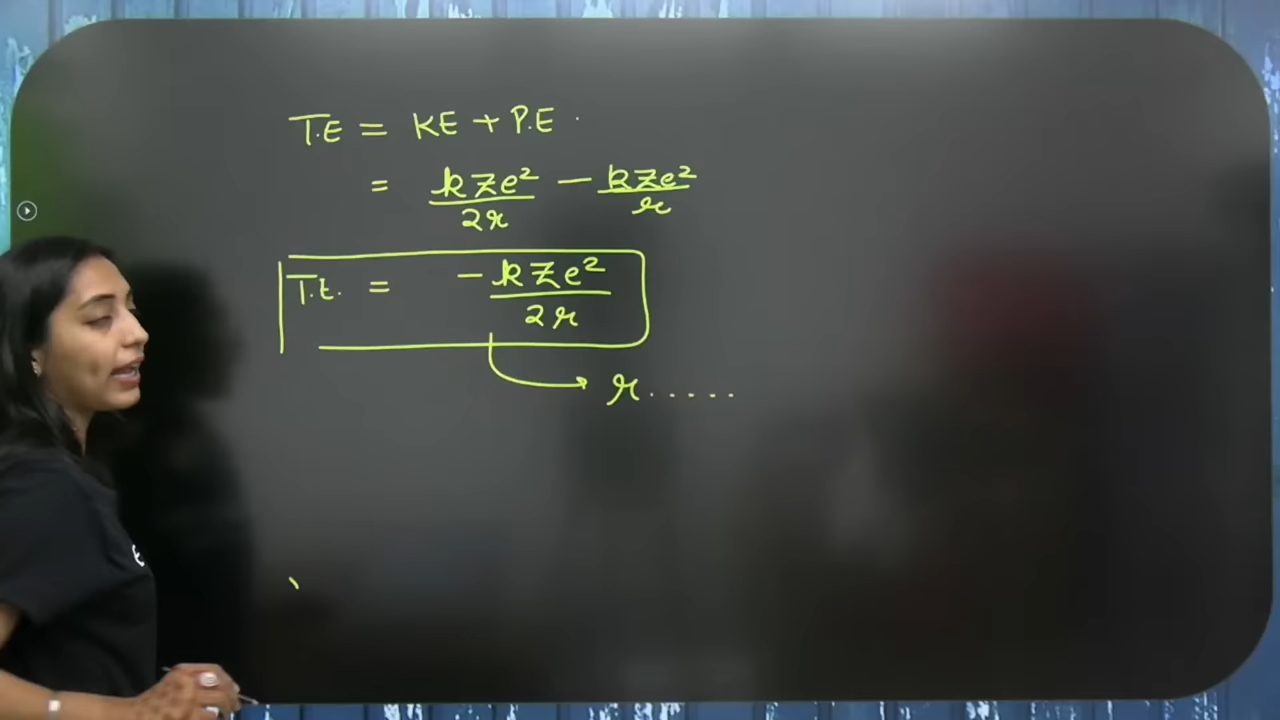 T.E = KE + P.E.
= kZe²/2r - kZe²/r
T.E. = -kZe²/2r
r.....